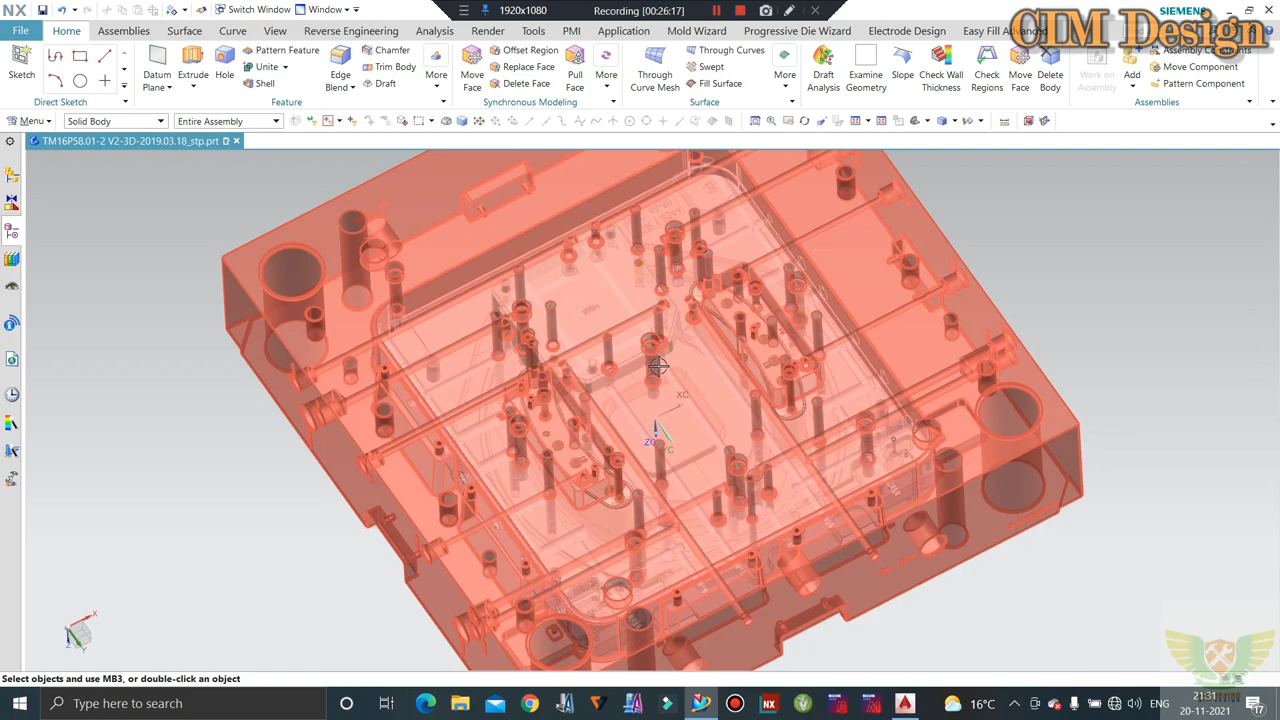 NX
Switch Window
Window
1920x1080
Recording [00:26:17]
SIEMENS
CIM Design
File
Home
Assemblies
Surface
Curve
View
Reverse Engineering
Analysis
Render
Tools
PMI
Application
Mold Wizard
Progressive Die Wizard
Electrode Design
Easy Fill Advanced
Sketch
Direct Sketch
Datum Plane
Extrude
Hole
Pattern Feature
Unite
Shell
Edge Blend
Chamfer
Trim Body
Draft
More
Feature
Move Face
Offset Region
Replace Face
Delete Face
Pull Face
More
Synchronous Modeling
Through Curve Mesh
Through Curves
Swept
Fill Surface
More
Surface
Draft Analysis
Examine Geometry
Slope
Check Wall Thickness
Check Regions
Move Face
Delete Body
Work on Assembly
Add
Assembly Constraints
Move Component
Pattern Component
Assemblies
Menu
Solid Body
Entire Assembly
TM16P58.01-2 V2-3D-2019.03.18_stp.prt
XC
ZC
YC
X
Z
Y
Select objects and use MB3, or double-click an object
Type here to search
16°C
ENG
21:31
20-11-2021
17